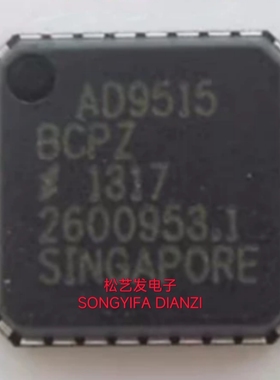 AD9515
BCPZ
1317
2600953.1
SINGAPORE
松艺发电子
SONGYIFA DIANZI